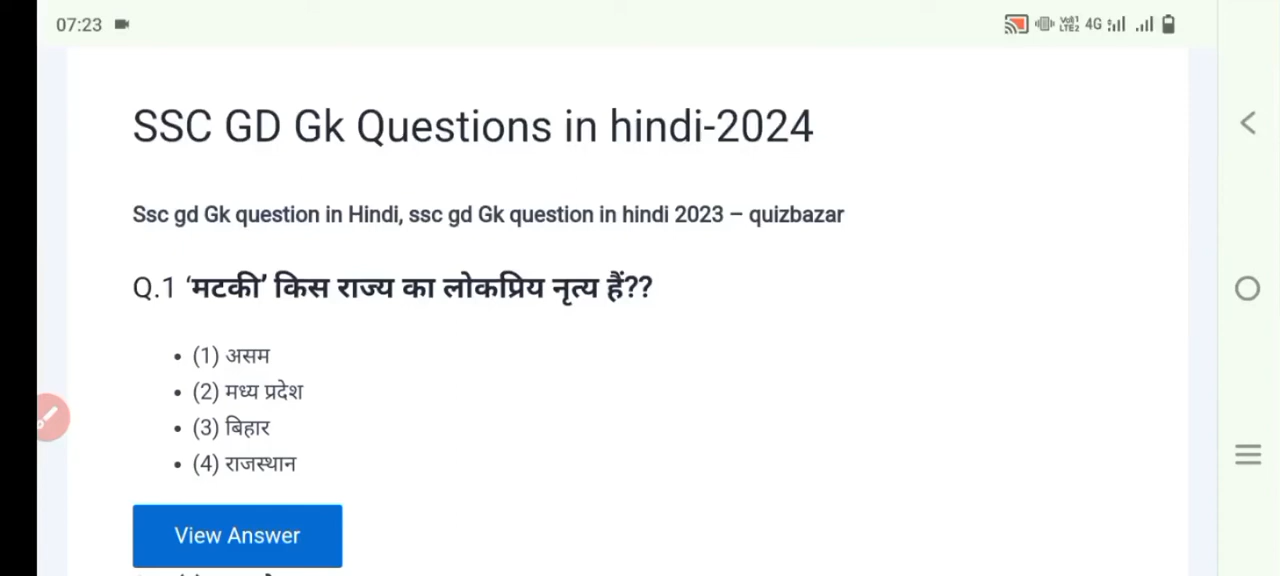 07:23
4G
SSC GD Gk Questions in hindi-2024
Ssc gd Gk question in Hindi, ssc gd Gk question in hindi 2023 – quizbazar
Q.1 ‘मटकी’ किस राज्य का लोकप्रिय नृत्य हैं??
• (1) असम
• (2) मध्य प्रदेश
• (3) बिहार
• (4) राजस्थान
View Answer